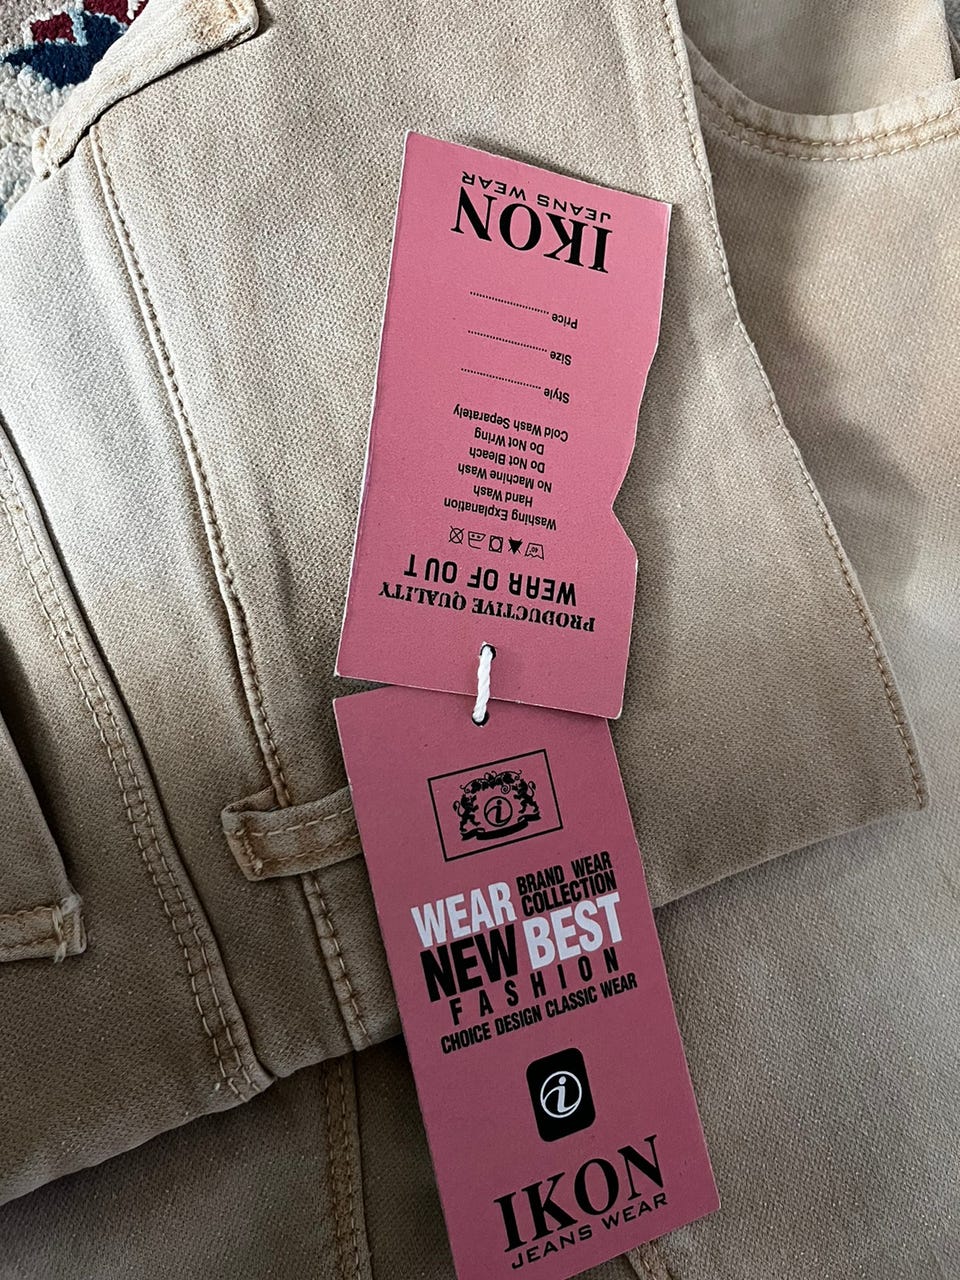 PRODUCTIVE QUALITY
WEAR OF OUT
40
Washing Explanation
Hand Wash
No Machine Wash
Do Not Bleach
Do Not Wring
Cold Wash Separately
Style ........................
Size ........................
Price ........................
IKON
JEANS WEAR
i
WEAR BRAND WEAR
COLLECTION
NEW BEST
FASHION
CHOICE DESIGN CLASSIC WEAR
i
IKON
JEANS WEAR